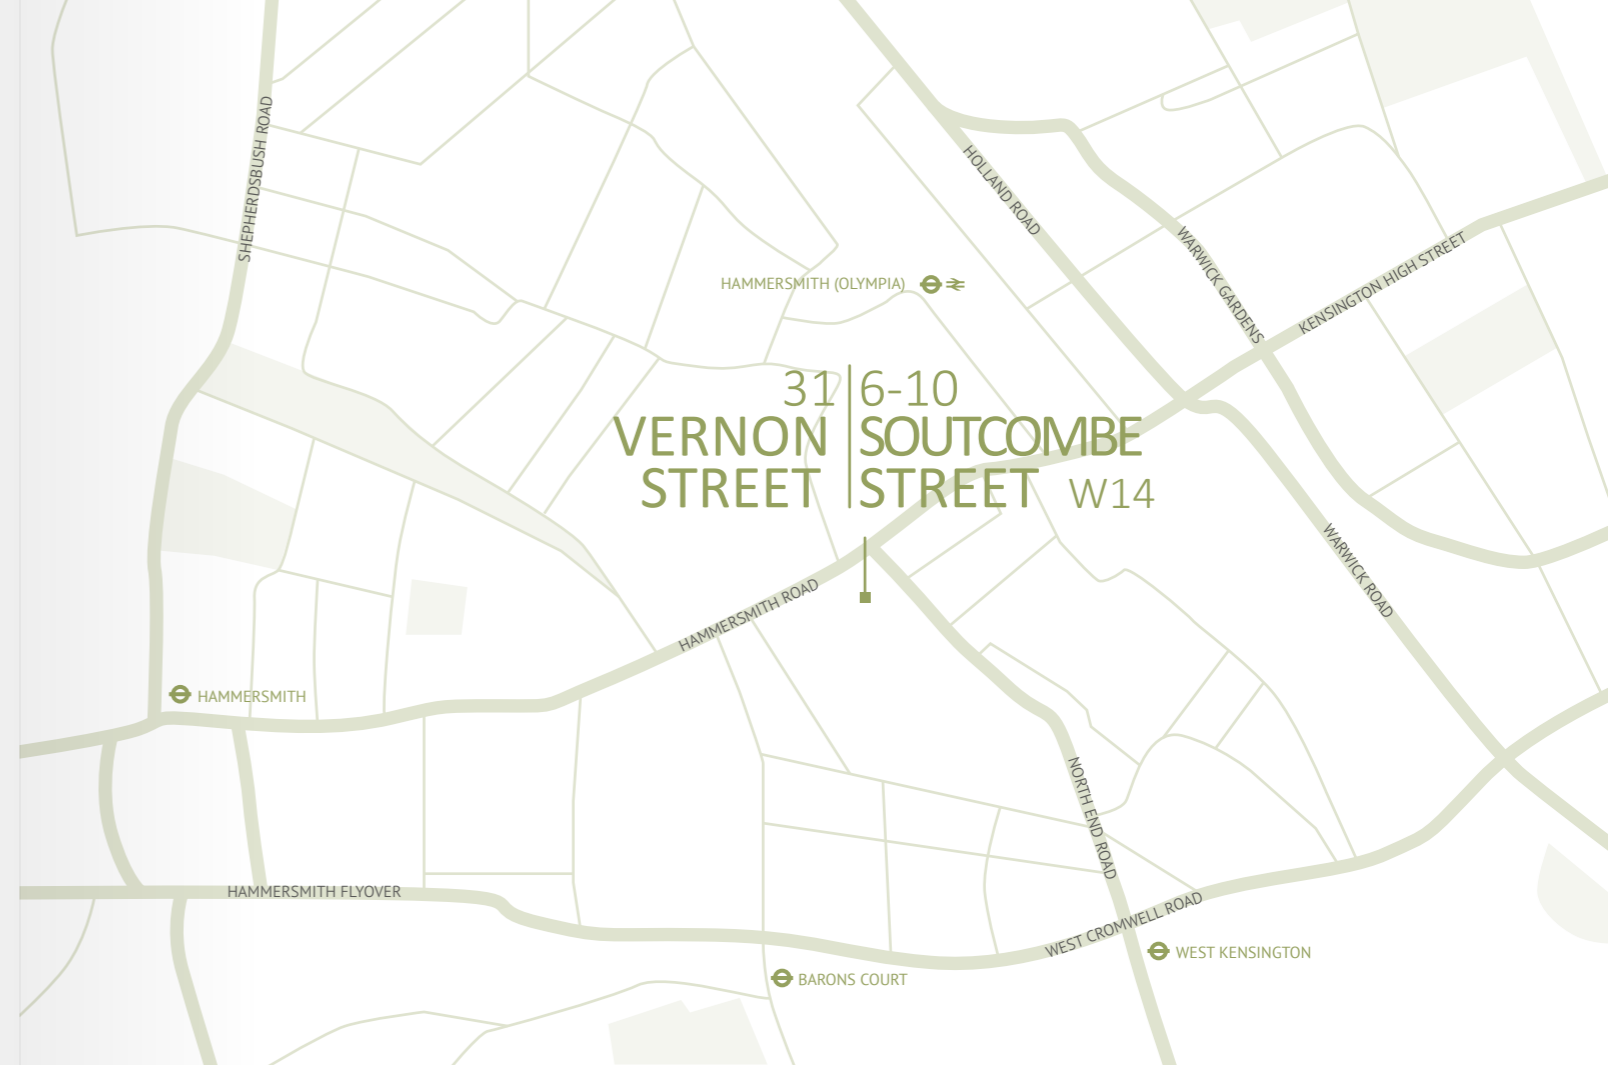 SHEPHERDSBUSH ROAD
HOLLAND ROAD
WARWICK GARDENS
KENSINGTON HIGH STREET
HAMMERSMITH (OLYMPIA)
31
VERNON
STREET
6-10
SOUTCOMBE
STREET
W14
WARWICK ROAD
HAMMERSMITH ROAD
HAMMERSMITH
NORTH END ROAD
HAMMERSMITH FLYOVER
WEST CROMWELL ROAD
WEST KENSINGTON
BARONS COURT